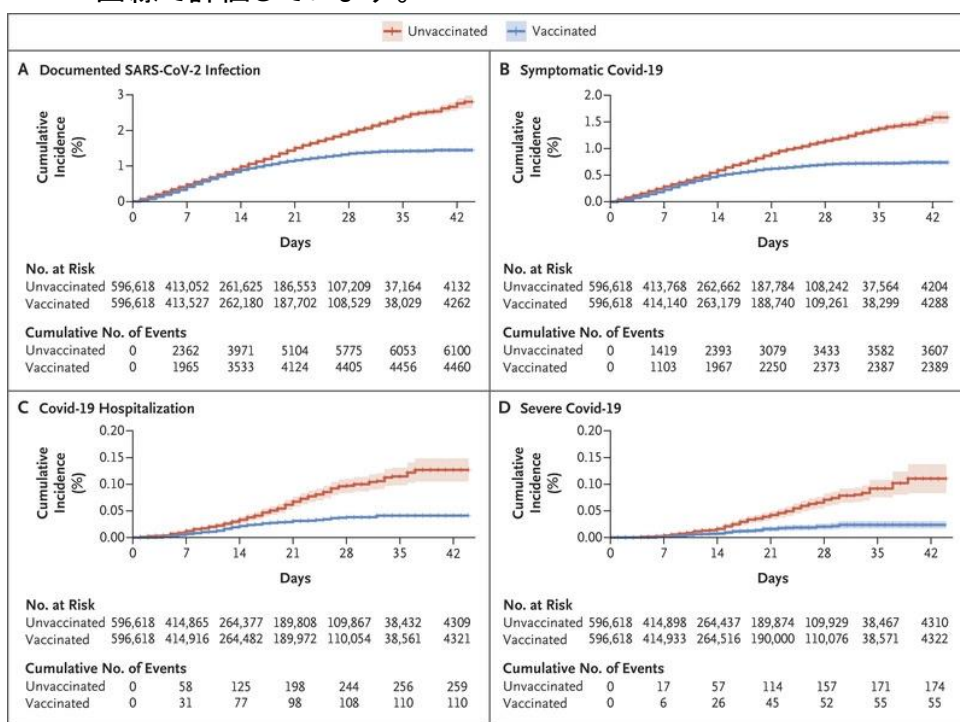 で評価しています。
Unvaccinated Vaccinated
A Documented SARS-CoV-2 Infection
Cumulative
Incidence
(%)
3
2
1
0
0 7 14 21 28 35 42
Days
No. at Risk
Unvaccinated 596,618 413,052 261,625 186,553 107,209 37,164 4132
Vaccinated 596,618 413,527 262,180 187,702 108,529 38,029 4262
Cumulative No. of Events
Unvaccinated 0 2362 3971 5104 5775 6053 6100
Vaccinated 0 1965 3533 4124 4405 4456 4460
B Symptomatic Covid-19
Cumulative
Incidence
(%)
2.0
1.5
1.0
0.5
0.0
0 7 14 21 28 35 42
Days
No. at Risk
Unvaccinated 596,618 413,768 262,662 187,784 108,242 37,564 4204
Vaccinated 596,618 414,140 263,179 188,740 109,261 38,299 4288
Cumulative No. of Events
Unvaccinated 0 1419 2393 3079 3433 3582 3607
Vaccinated 0 1103 1967 2250 2373 2387 2389
C Covid-19 Hospitalization
Cumulative
Incidence
(%)
0.20
0.15
0.10
0.05
0.00
0 7 14 21 28 35 42
Days
No. at Risk
Unvaccinated 596,618 414,865 264,377 189,808 109,867 38,432 4309
Vaccinated 596,618 414,916 264,482 189,972 110,054 38,561 4321
Cumulative No. of Events
Unvaccinated 0 58 125 198 244 256 259
Vaccinated 0 31 77 98 108 110 110
D Severe Covid-19
Cumulative
Incidence
(%)
0.20
0.15
0.10
0.05
0.00
0 7 14 21 28 35 42
Days
No. at Risk
Unvaccinated 596,618 414,898 264,437 189,874 109,929 38,467 4310
Vaccinated 596,618 414,933 264,516 190,000 110,076 38,571 4322
Cumulative No. of Events
Unvaccinated 0 17 57 114 157 171 174
Vaccinated 0 6 26 45 52 55 55